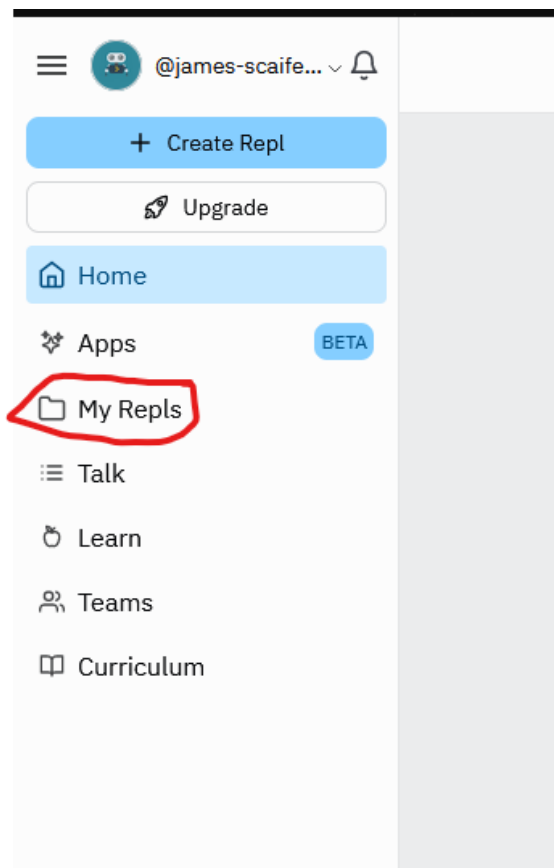 @james-scaife...
+ Create Repl
Upgrade
Home
Apps BETA
My Repls
Talk
Learn
Teams
Curriculum